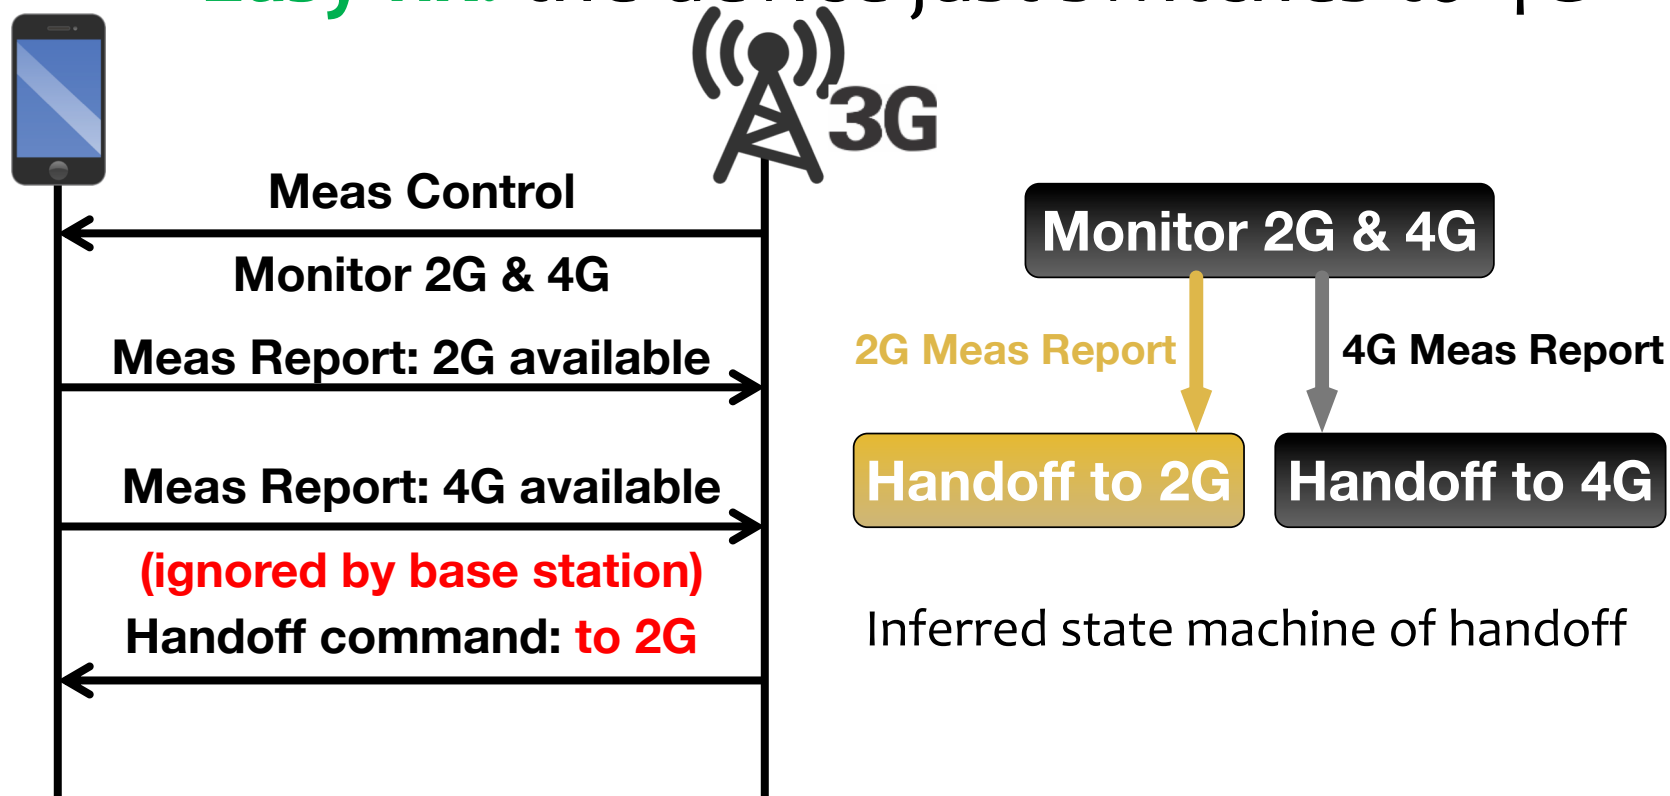 3G
Meas Control
Monitor 2G & 4G
Meas Report: 2G available
Meas Report: 4G available
(ignored by base station)
Handoff command: to 2G
Monitor 2G & 4G
2G Meas Report
4G Meas Report
Handoff to 2G
Handoff to 4G
Inferred state machine of handoff